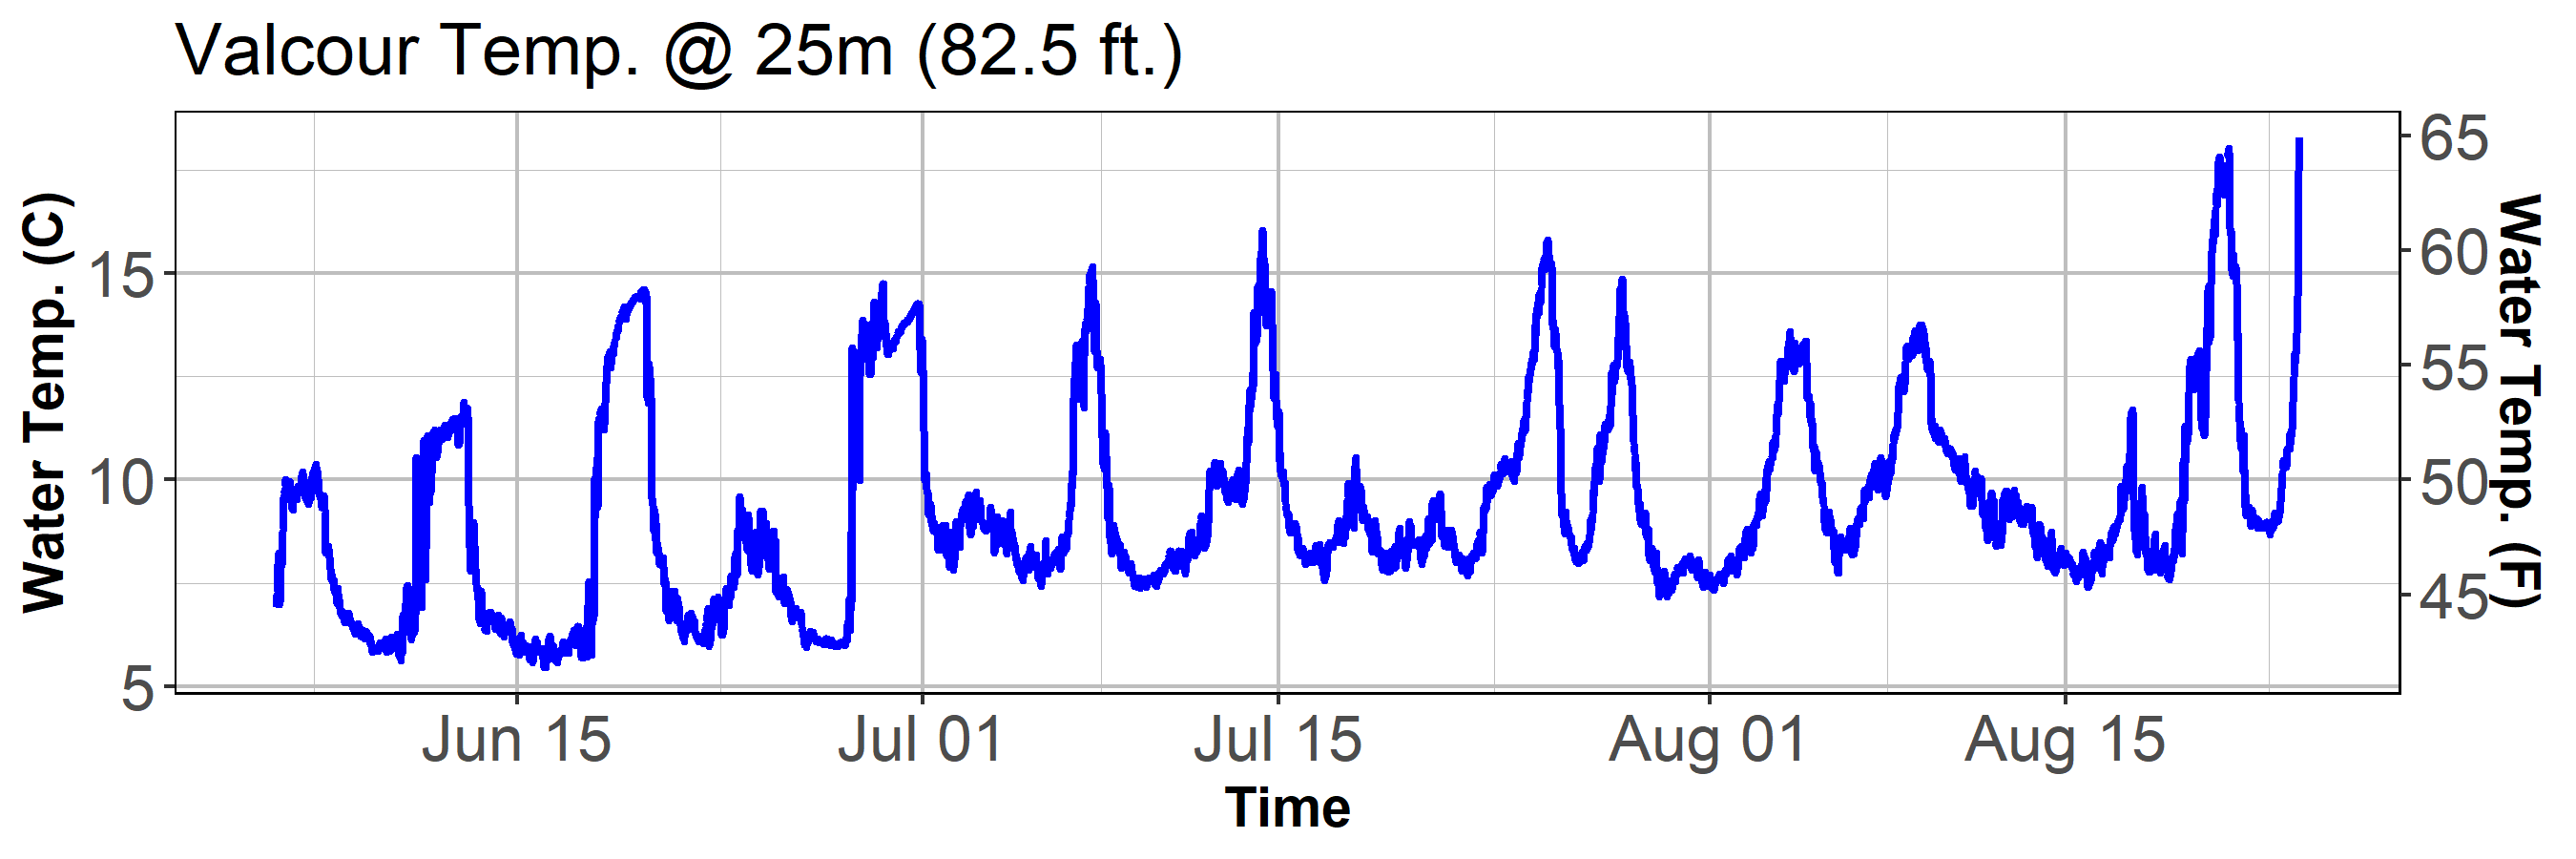 Valcour Temp. @ 25m (82.5 ft.)
Water Temp. (C)
15
10
5
65
60
55
50
45
Water Temp. (F)
Jun 15 Jul 01 Jul 15 Aug 01 Aug 15
Time